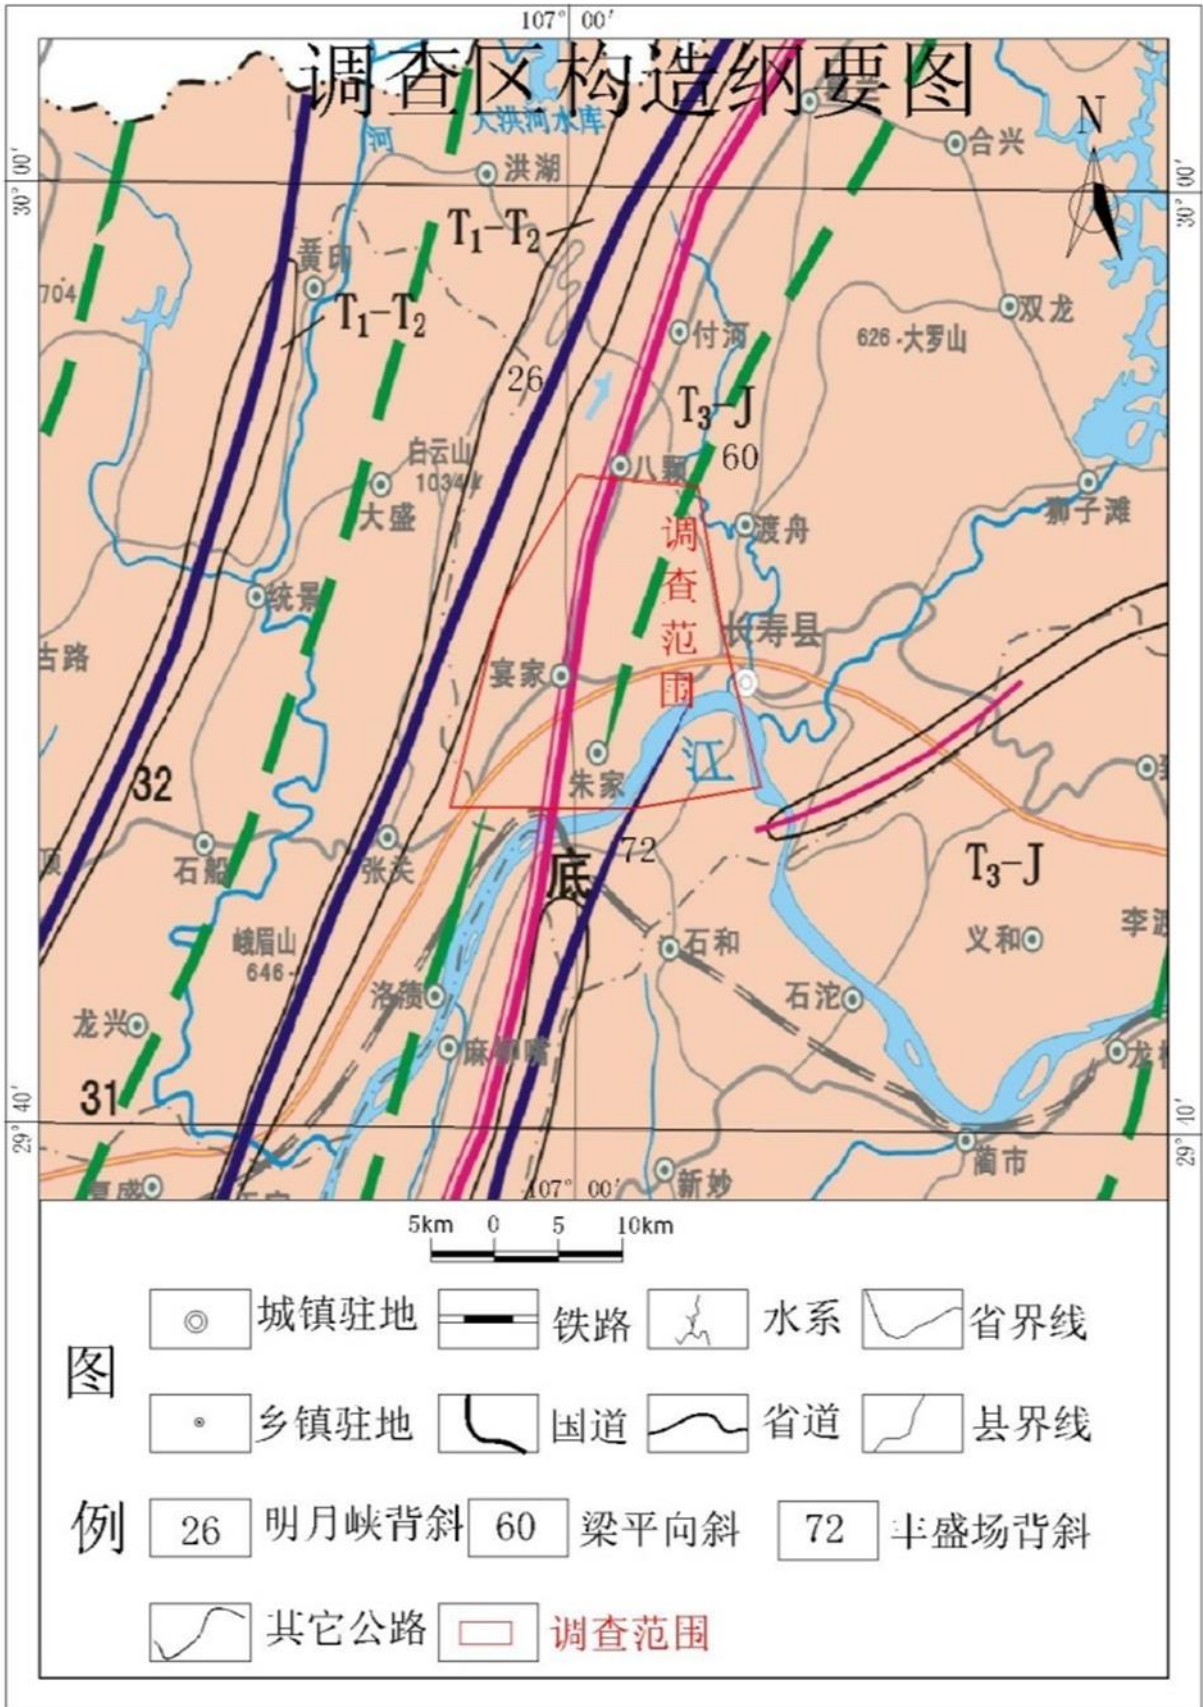 107° 00′
调查区构造纲要图
大洪河水库
河
合兴
N
洪湖
30° 00′
30° 00′
T₁-T₂
黄印
704
双龙
T₁-T₂
付河
626
大罗山
26
T₃-J
60
白云山
1034
八颗
大盛
狮子滩
调查范围
渡舟
统景
长寿县
古路
宴家
江
朱家
32
72
石船
张关
底
T₃-J
李渡
峨眉山
646
石和
义和
洛碛
石沱
龙兴
麻柳嘴
31
29° 40′
29° 40′
蔺市
新妙
107° 00′
5km 0 5 10km
图例
城镇驻地
铁路
水系
省界线
乡镇驻地
国道
省道
县界线
26 明月峡背斜
60 梁平向斜
72 丰盛场背斜
其它公路
调查范围